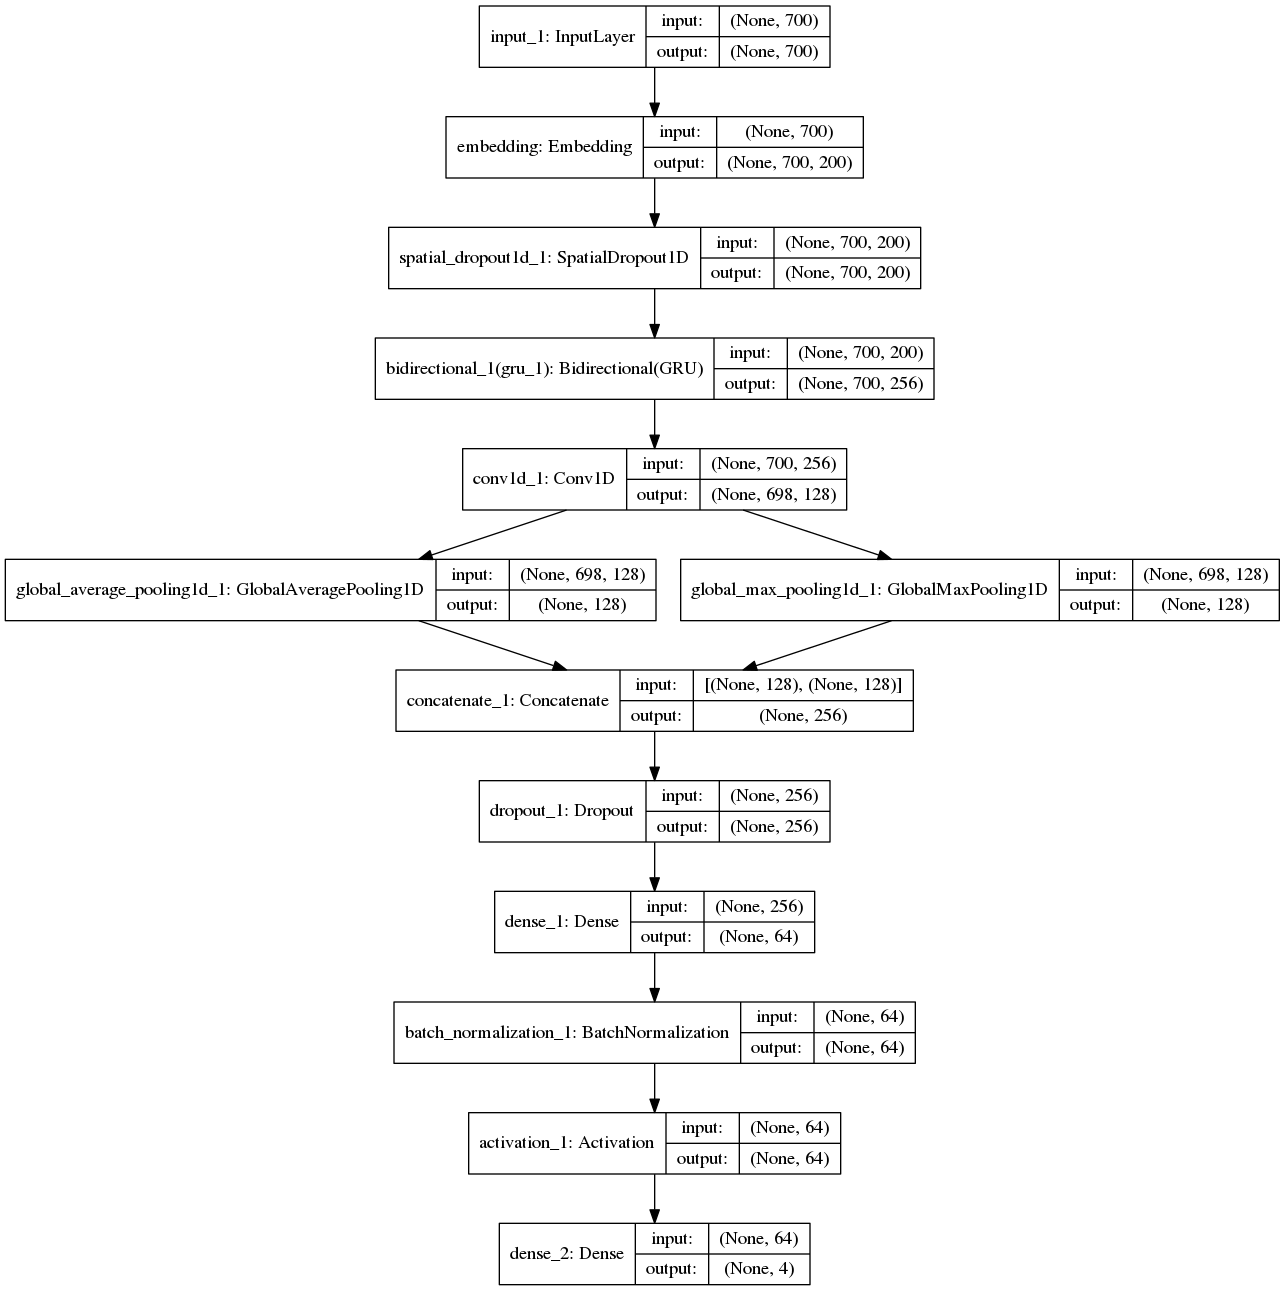 input_1: InputLayer
input:
(None, 700)
output:
(None, 700)
embedding: Embedding
input:
(None, 700)
output:
(None, 700, 200)
spatial_dropout1d_1: SpatialDropout1D
input:
(None, 700, 200)
output:
(None, 700, 200)
bidirectional_1(gru_1): Bidirectional(GRU)
input:
(None, 700, 200)
output:
(None, 700, 256)
conv1d_1: Conv1D
input:
(None, 700, 256)
output:
(None, 698, 128)
global_average_pooling1d_1: GlobalAveragePooling1D
input:
(None, 698, 128)
output:
(None, 128)
global_max_pooling1d_1: GlobalMaxPooling1D
input:
(None, 698, 128)
output:
(None, 128)
concatenate_1: Concatenate
input:
[(None, 128), (None, 128)]
output:
(None, 256)
dropout_1: Dropout
input:
(None, 256)
output:
(None, 256)
dense_1: Dense
input:
(None, 256)
output:
(None, 64)
batch_normalization_1: BatchNormalization
input:
(None, 64)
output:
(None, 64)
activation_1: Activation
input:
(None, 64)
output:
(None, 64)
dense_2: Dense
input:
(None, 64)
output:
(None, 4)